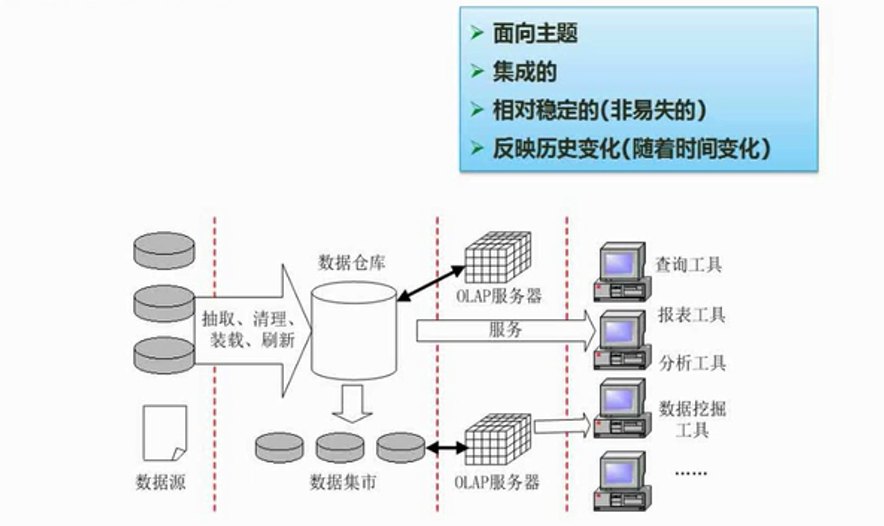 面向主题
集成的
相对稳定的(非易失的)
反映历史变化(随着时间变化)
数据仓库
抽取、清理、
装载、刷新
OLAP服务器
服务
查询工具
报表工具
分析工具
数据挖掘
工具
……
数据源
数据集市
OLAP服务器